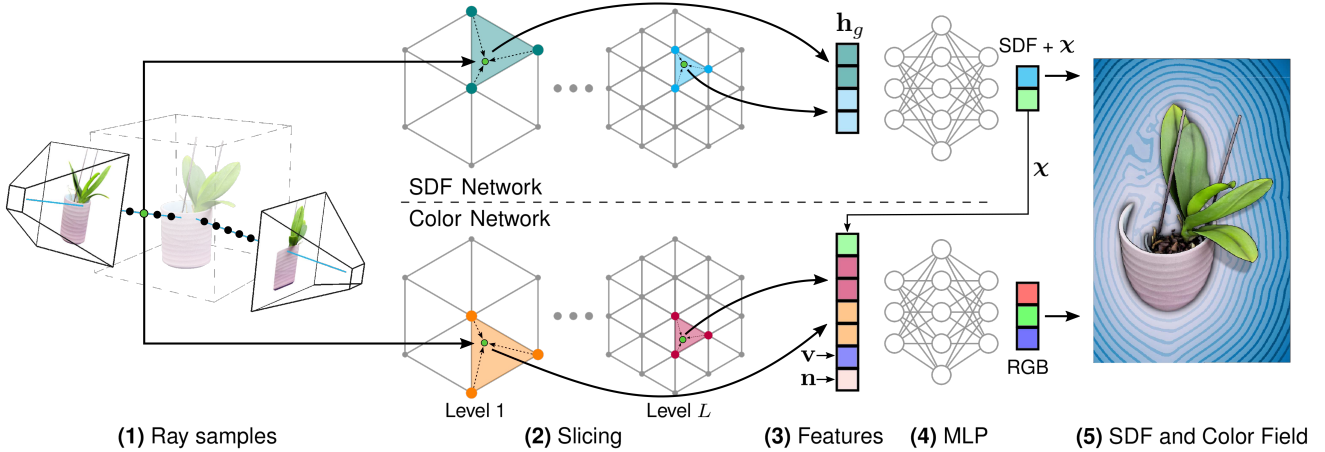 h_g
SDF + χ
χ
SDF Network
Color Network
v
n
RGB
Level 1
Level L
(1) Ray samples
(2) Slicing
(3) Features
(4) MLP
(5) SDF and Color Field